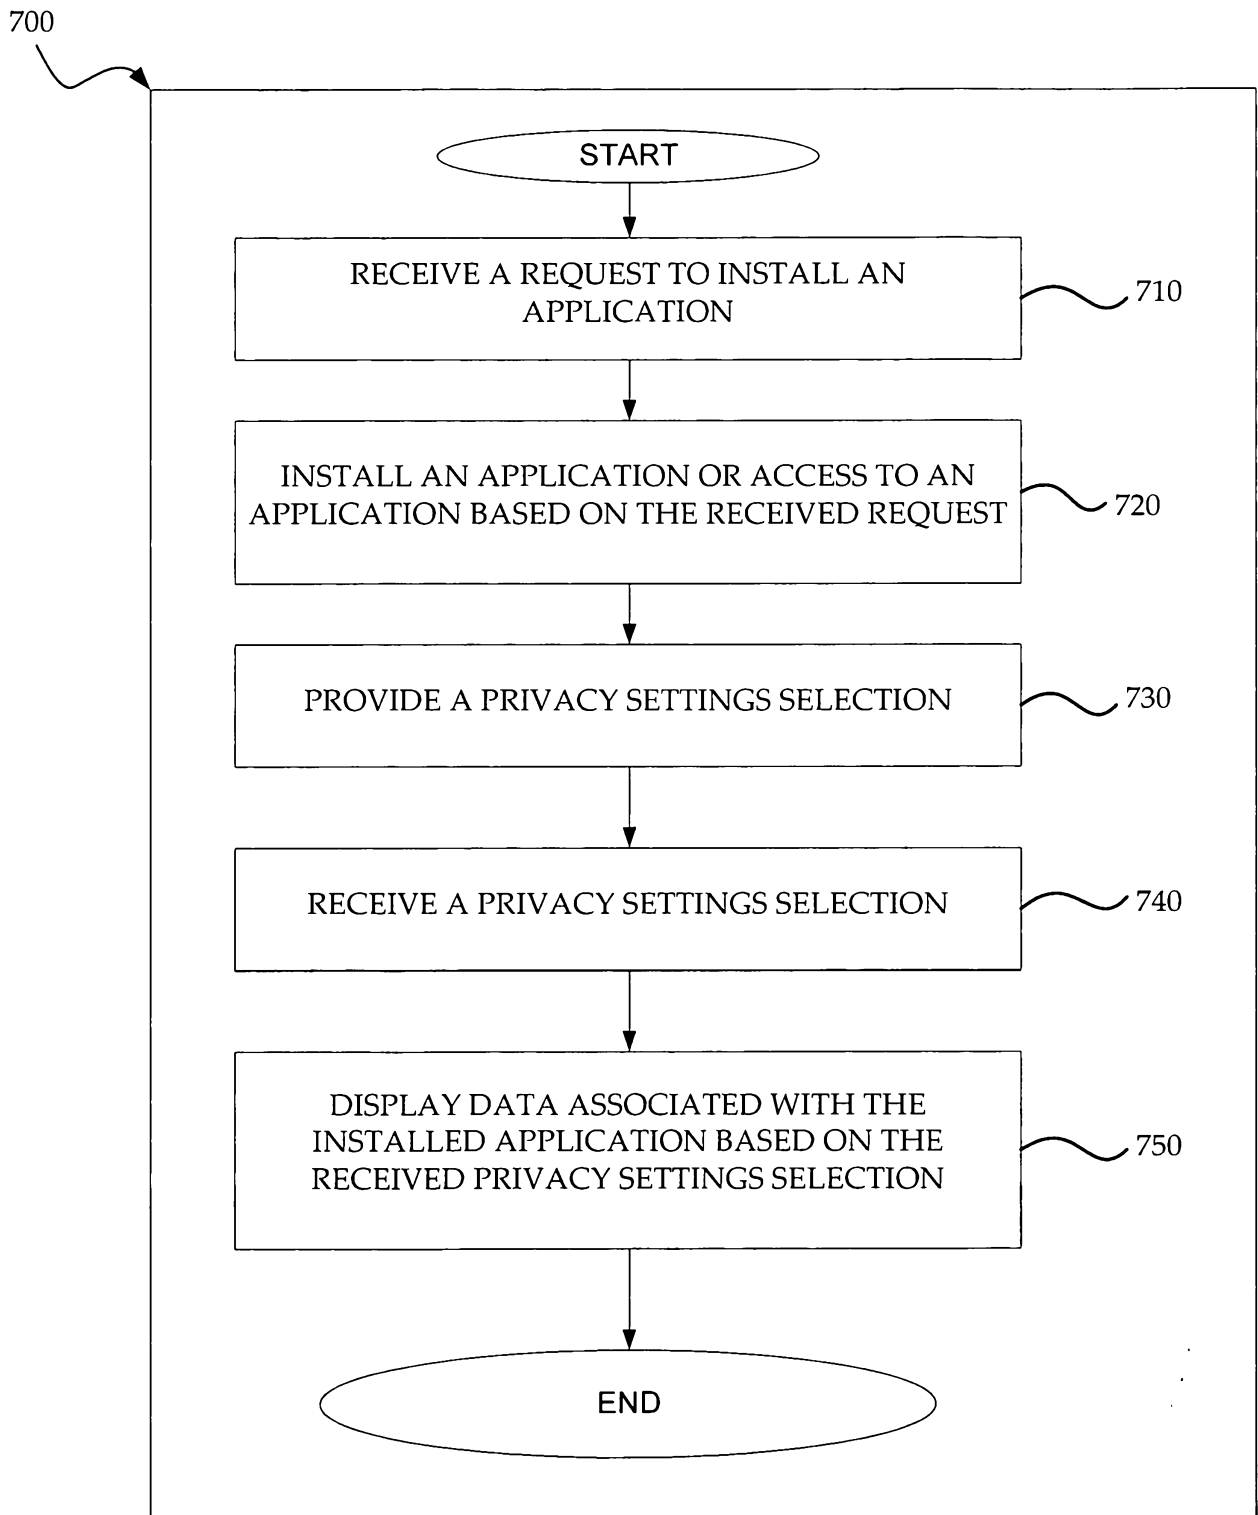 700
START
RECEIVE A REQUEST TO INSTALL AN
APPLICATION
710
INSTALL AN APPLICATION OR ACCESS TO AN
APPLICATION BASED ON THE RECEIVED REQUEST
720
PROVIDE A PRIVACY SETTINGS SELECTION
730
RECEIVE A PRIVACY SETTINGS SELECTION
740
DISPLAY DATA ASSOCIATED WITH THE
INSTALLED APPLICATION BASED ON THE
RECEIVED PRIVACY SETTINGS SELECTION
750
END